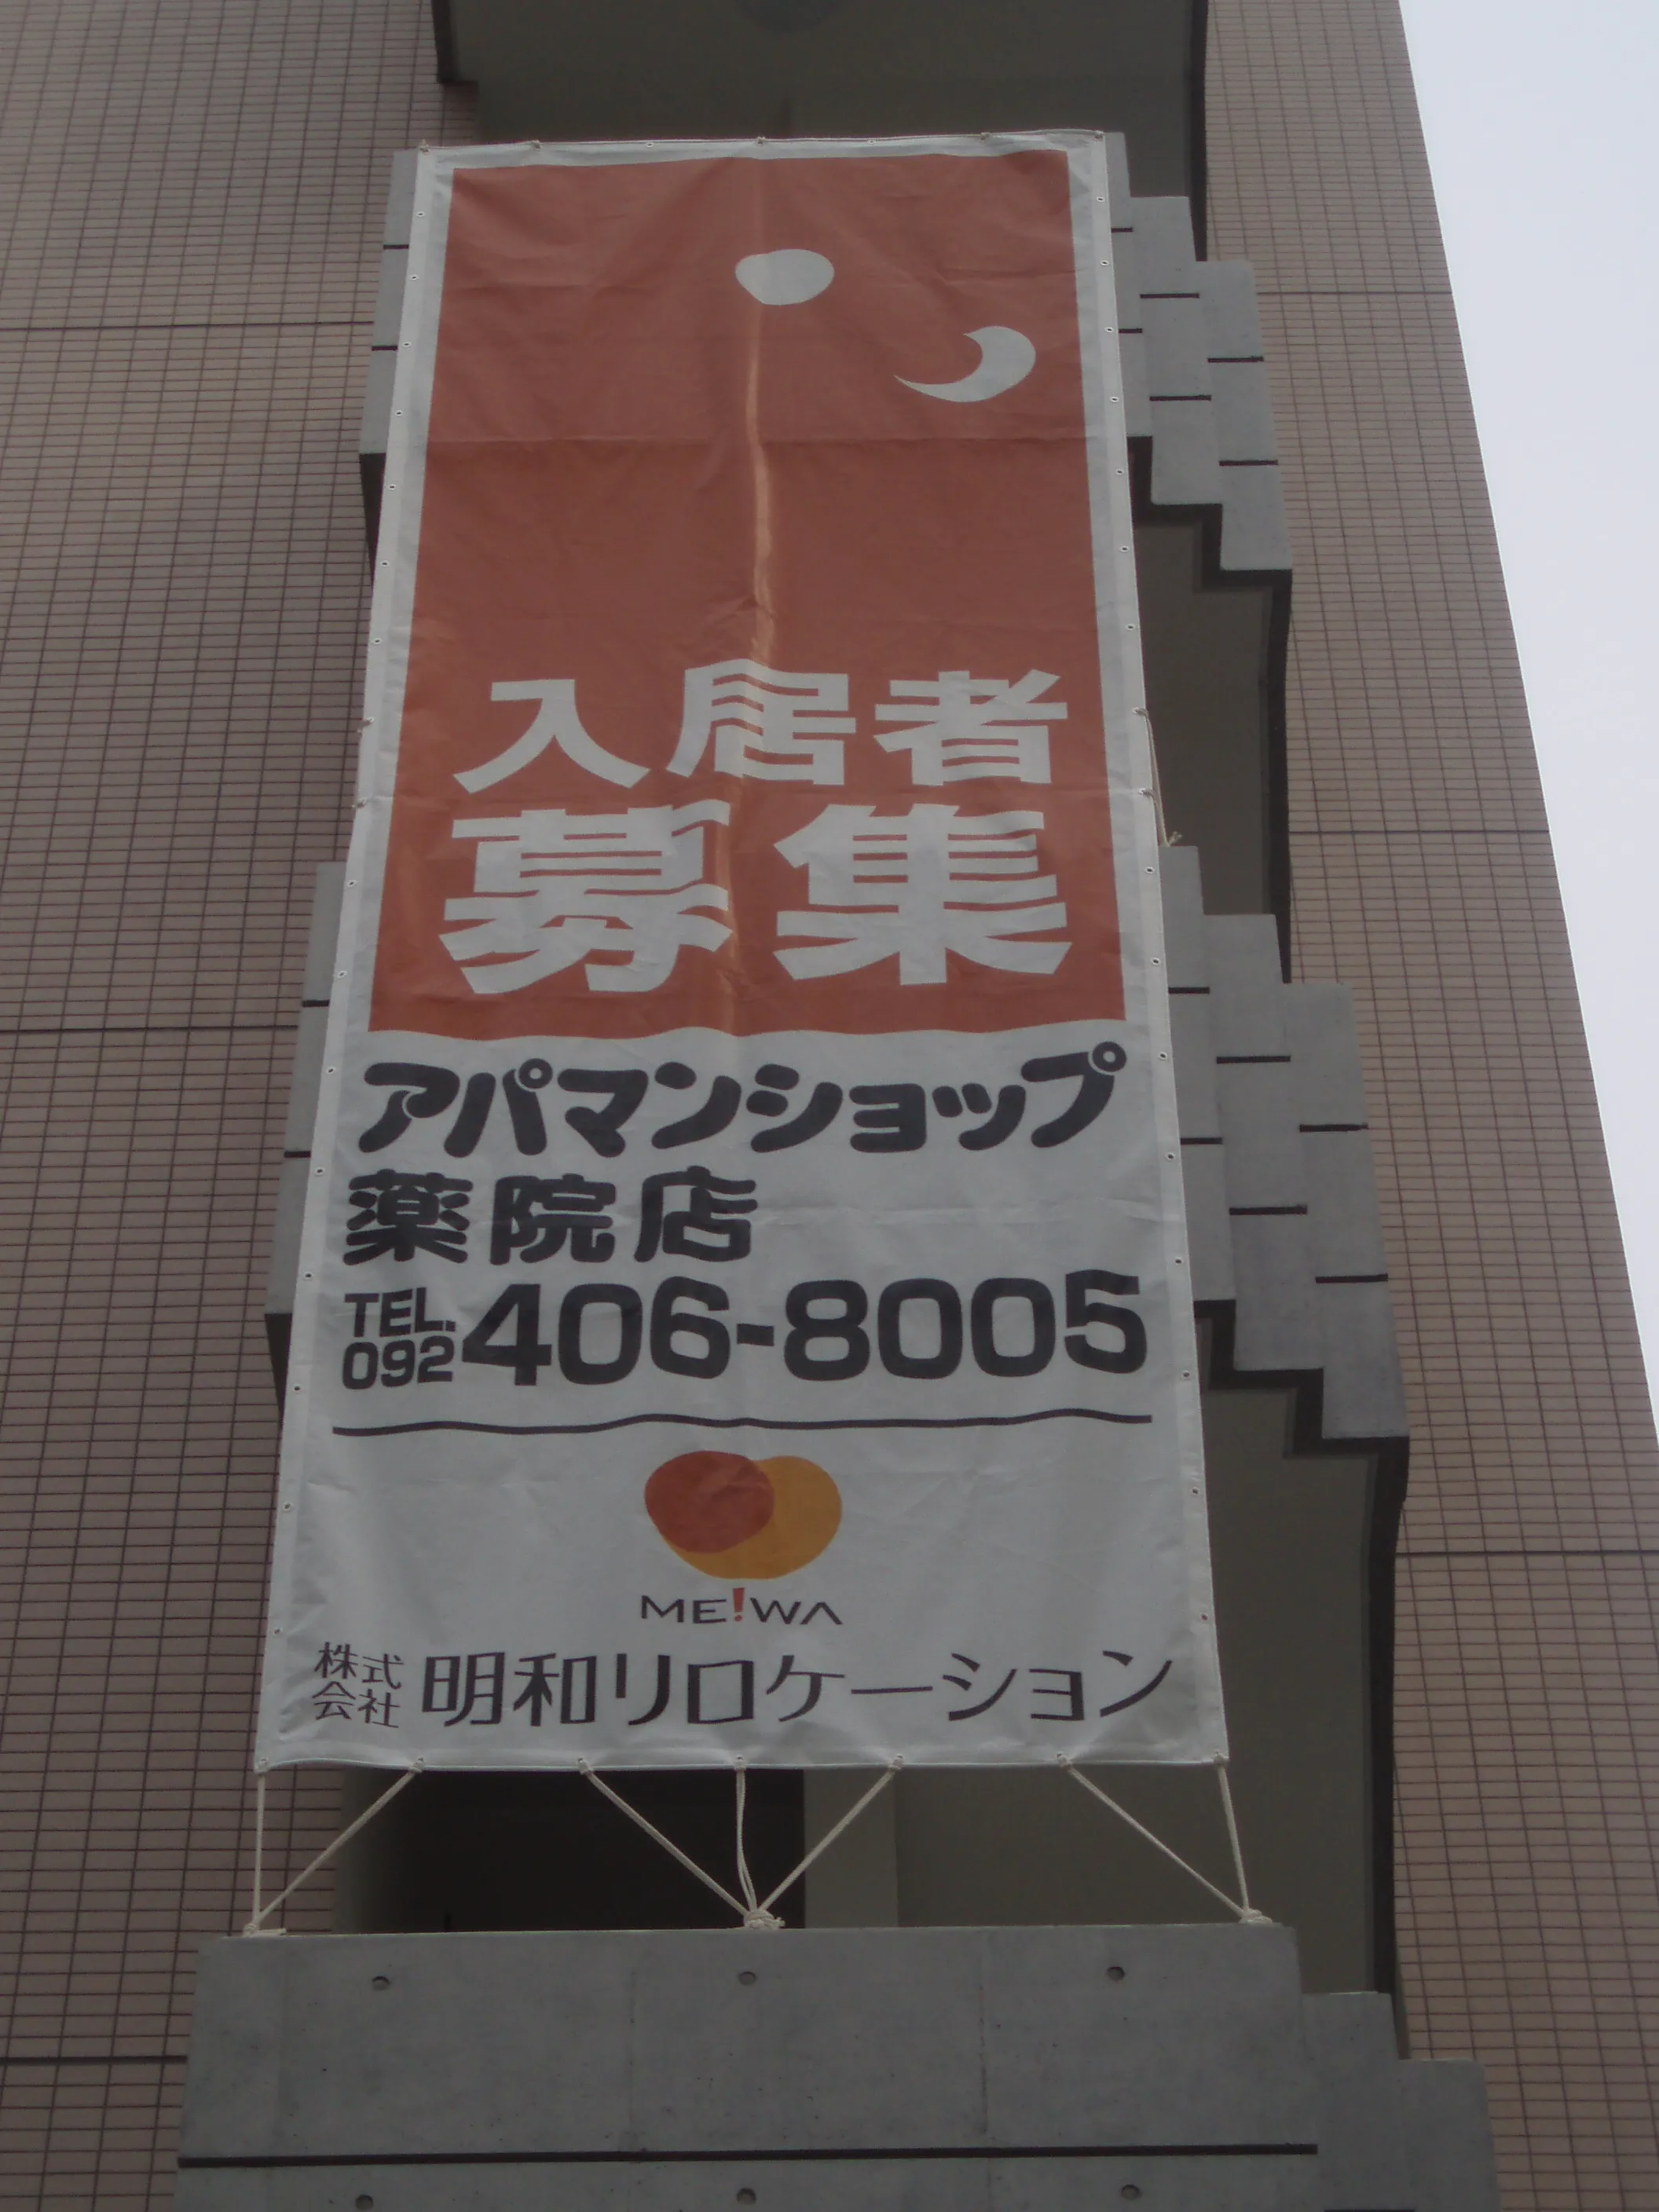 入居者
募集
アパマンショップ
薬院店
TEL.
092 406-8005
ME!WA
株式会社 明和リロケーション